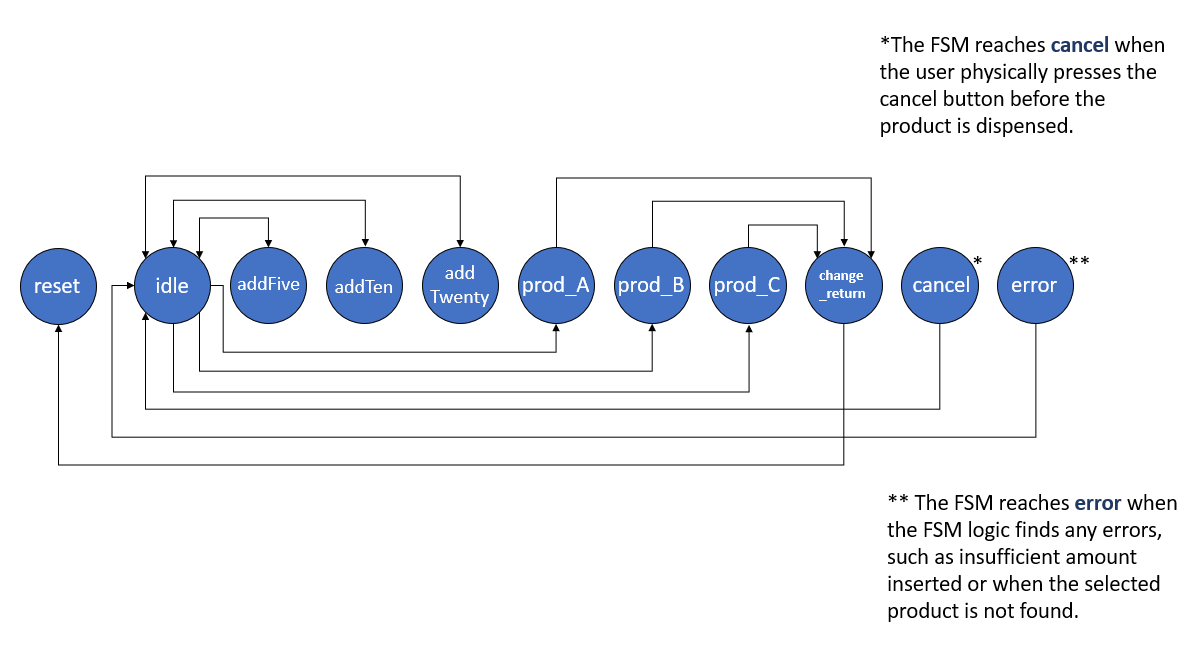 *The FSM reaches cancel when
the user physically presses the
cancel button before the
product is dispensed.
reset
idle
addFive
addTen
add
Twenty
prod_A
prod_B
prod_C
change
_return
cancel
*
error
**
** The FSM reaches error when
the FSM logic finds any errors,
such as insufficient amount
inserted or when the selected
product is not found.